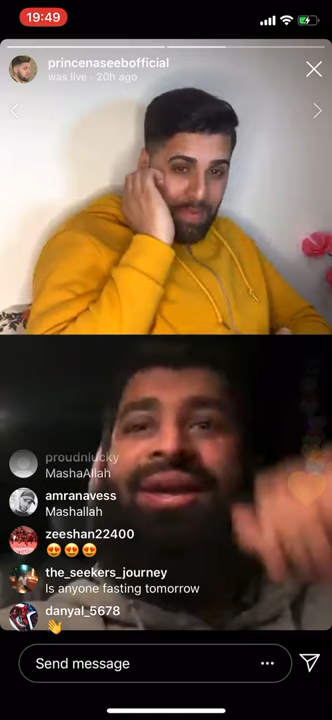 19:49
princenaseebofficial
was live · 20h ago
proudnlucky
MashaAllah
amranavess
Mashallah
zeeshan22400
😍😍😍
the_seekers_journey
Is anyone fasting tomorrow
danyal_5678
👋
Send message